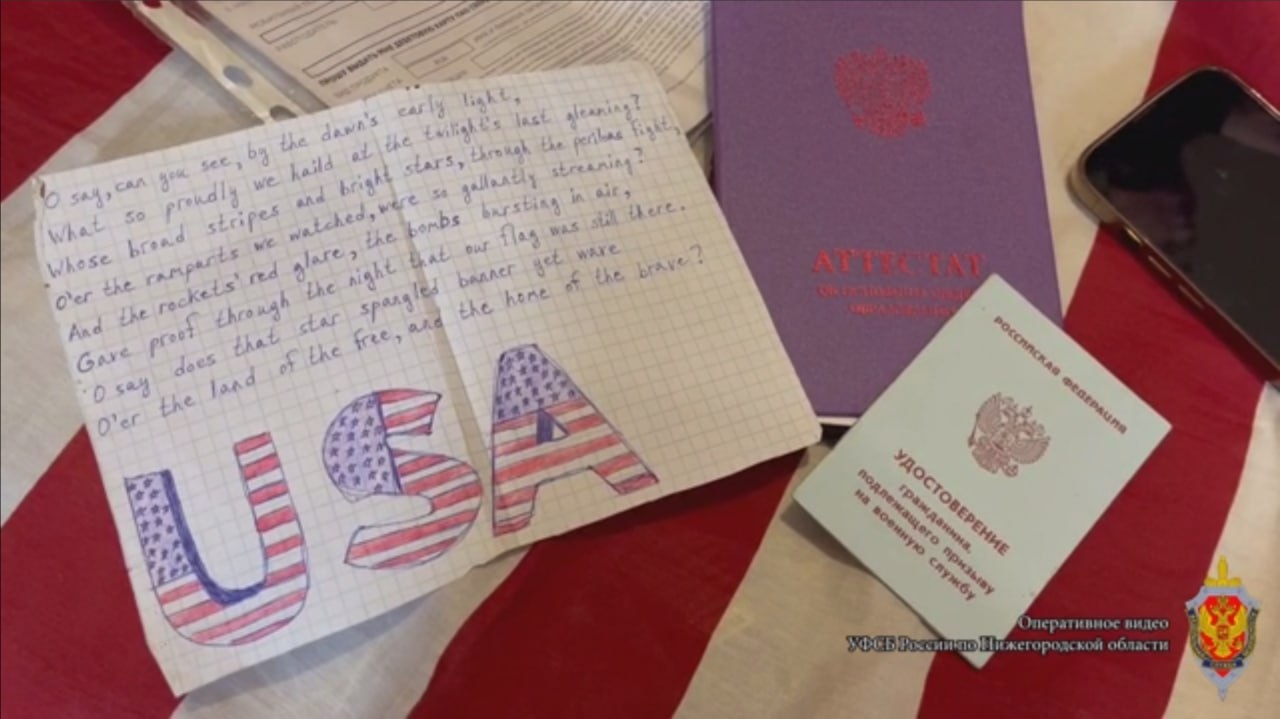 O say, can you see, by the dawn's early light,
What so proudly we haild at the twilight's last gleaming?
Whose broad stripes and bright stars, through the perilous fight,
O'er the ramparts we watched, were so gallantly streaming?
And the rockets' red glare, the bombs bursting in air,
Gave proof through the night that our flag was still there.
O say does that star spangled banner yet wave
O'er the land of the free, and the home of the brave?
USA
АТТЕСТАТ
РОССИЙСКАЯ ФЕДЕРАЦИЯ
УДОСТОВЕРЕНИЕ
гражданина,
подлежащего призыву
на военную службу
Оперативное видео
УФСБ России по Нижегородской области